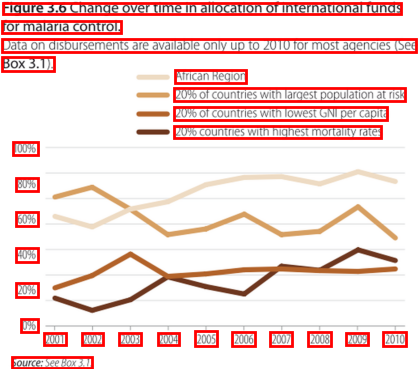 Figure 3.6 Change over time in allocation of international funds
for malaria control.
Data on disbursements are available only up to 2010 for most agencies (See
Box 3.1).
African Region
20% of countries with largest population at risk
20% of countries with lowest GNI per capita
20% countries with highest mortality rates
100%
80%
60%
40%
20%
0%
2001 2002 2003 2004 2005 2006 2007 2008 2009 2010
Source: See Box 3.1